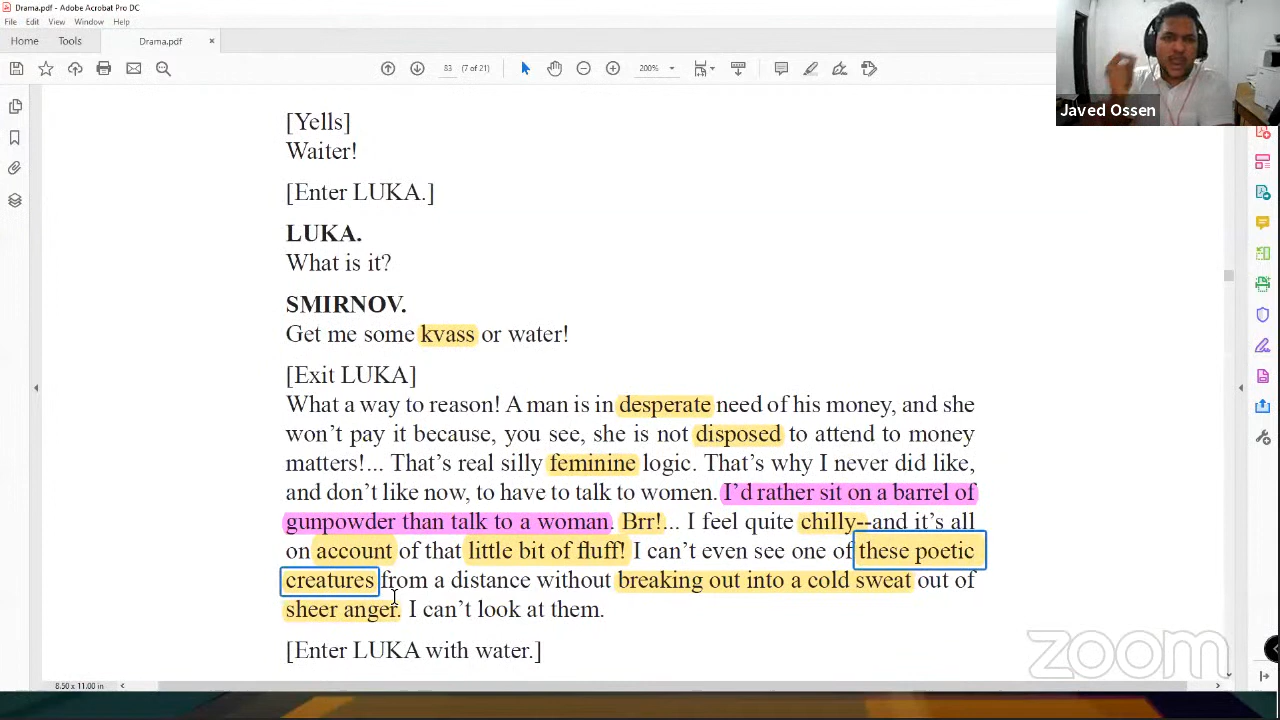 Drama.pdf - Adobe Acrobat Pro DC
File Edit View Window Help
Home Tools Drama.pdf ×
83 (7 of 21) 200%
Javed Ossen
[Yells]
Waiter!
[Enter LUKA.]
LUKA.
What is it?
SMIRNOV.
Get me some kvass or water!
[Exit LUKA]
What a way to reason! A man is in desperate need of his money, and she
won’t pay it because, you see, she is not disposed to attend to money
matters!... That’s real silly feminine logic. That’s why I never did like,
and don’t like now, to have to talk to women. I’d rather sit on a barrel of
gunpowder than talk to a woman. Brr!... I feel quite chilly--and it’s all
on account of that little bit of fluff! I can’t even see one of these poetic
creatures from a distance without breaking out into a cold sweat out of
sheer anger. I can’t look at them.
[Enter LUKA with water.]
zoom
8.50 x 11.00 in